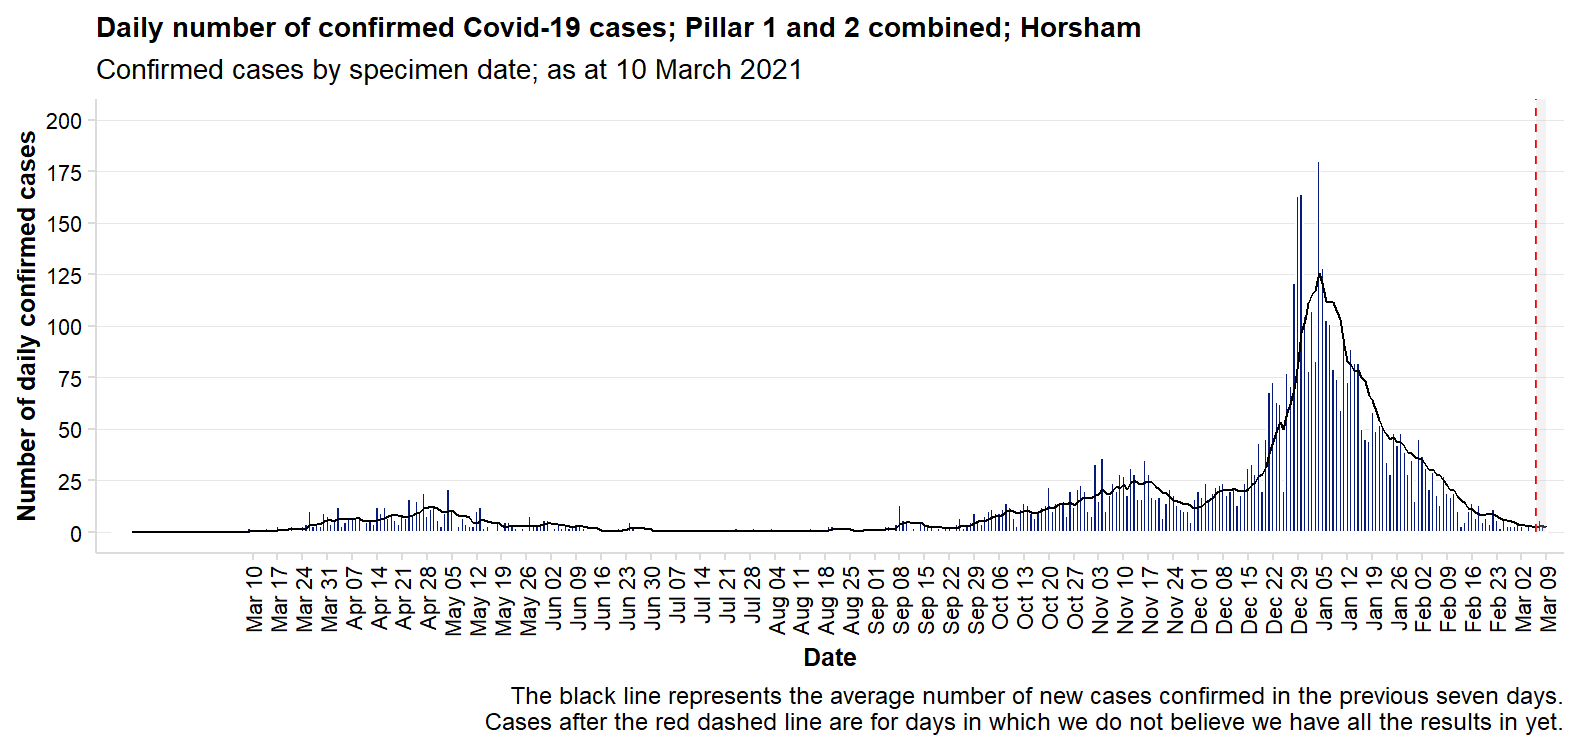 Daily number of confirmed Covid-19 cases; Pillar 1 and 2 combined; Horsham
Confirmed cases by specimen date; as at 10 March 2021
Number of daily confirmed cases
200
175
150
125
100
75
50
25
0
Mar 10
Mar 17
Mar 24
Mar 31
Apr 07
Apr 14
Apr 21
Apr 28
May 05
May 12
May 19
May 26
Jun 02
Jun 09
Jun 16
Jun 23
Jun 30
Jul 07
Jul 14
Jul 21
Jul 28
Aug 04
Aug 11
Aug 18
Aug 25
Sep 01
Sep 08
Sep 15
Sep 22
Sep 29
Oct 06
Oct 13
Oct 20
Oct 27
Nov 03
Nov 10
Nov 17
Nov 24
Dec 01
Dec 08
Dec 15
Dec 22
Dec 29
Jan 05
Jan 12
Jan 19
Jan 26
Feb 02
Feb 09
Feb 16
Feb 23
Mar 02
Mar 09
Date
The black line represents the average number of new cases confirmed in the previous seven days.
Cases after the red dashed line are for days in which we do not believe we have all the results in yet.